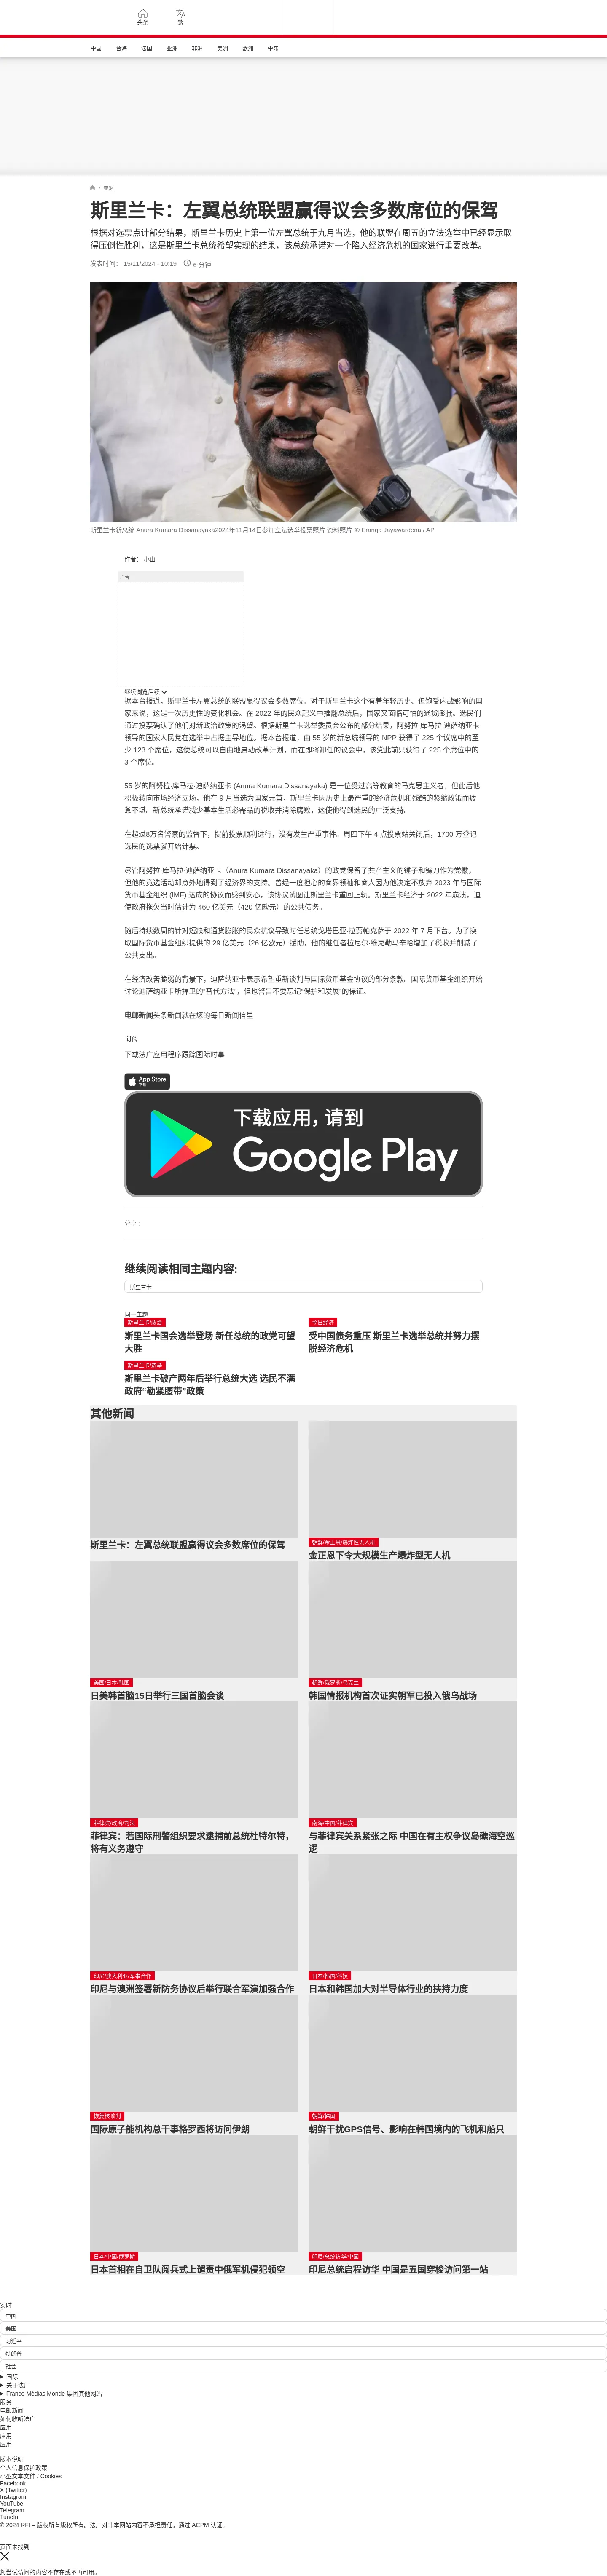 头条
繁
中国
台海
法国
亚洲
非洲
美洲
欧洲
中东
/ 亚洲
斯里兰卡：左翼总统联盟赢得议会多数席位的保驾
根据对选票点计部分结果，斯里兰卡历史上第一位左翼总统于九月当选，他的联盟在周五的立法选举中已经显示取
得压倒性胜利，这是斯里兰卡总统希望实现的结果，该总统承诺对一个陷入经济危机的国家进行重要改革。
发表时间： 15/11/2024 - 10:19
6 分钟
斯里兰卡新总统 Anura Kumara Dissanayaka2024年11月14日参加立法选举投票照片 资料照片 © Eranga Jayawardena / AP
作者： 小山
广告
继续浏览后续
据本台报道，斯里兰卡左翼总统的联盟赢得议会多数席位。对于斯里兰卡这个有着年轻历史、但饱受内战影响的国
家来说，这是一次历史性的变化机会。在 2022 年的民众起义中推翻总统后，国家又面临可怕的通货膨胀。选民们
通过投票确认了他们对新政治政策的渴望。根据斯里兰卡选举委员会公布的部分结果，阿努拉·库马拉·迪萨纳亚卡
领导的国家人民党在选举中占据主导地位。据本台报道，由 55 岁的新总统领导的 NPP 获得了 225 个议席中的至
少 123 个席位，这使总统可以自由地启动改革计划，而在即将卸任的议会中，该党此前只获得了 225 个席位中的
3 个席位。
55 岁的阿努拉·库马拉·迪萨纳亚卡 (Anura Kumara Dissanayaka) 是一位受过高等教育的马克思主义者，但此后他
积极转向市场经济立场，他在 9 月当选为国家元首，斯里兰卡因历史上最严重的经济危机和残酷的紧缩政策而疲
惫不堪。新总统承诺减少基本生活必需品的税收并消除腐败，这使他得到选民的广泛支持。
在超过8万名警察的监督下，提前投票顺利进行，没有发生严重事件。周四下午 4 点投票站关闭后，1700 万登记
选民的选票就开始计票。
尽管阿努拉·库马拉·迪萨纳亚卡（Anura Kumara Dissanayaka）的政党保留了共产主义的锤子和镰刀作为党徽，
但他的竞选活动却意外地得到了经济界的支持。曾经一度担心的商界领袖和商人因为他决定不放弃 2023 年与国际
货币基金组织 (IMF) 达成的协议而感到安心，该协议试图让斯里兰卡重回正轨。斯里兰卡经济于 2022 年崩溃，迫
使政府拖欠当时估计为 460 亿美元（420 亿欧元）的公共债务。
随后持续数周的针对短缺和通货膨胀的民众抗议导致时任总统戈塔巴亚·拉贾帕克萨于 2022 年 7 月下台。为了换
取国际货币基金组织提供的 29 亿美元（26 亿欧元）援助，他的继任者拉尼尔·维克勒马辛哈增加了税收并削减了
公共支出。
在经济改善脆弱的背景下，迪萨纳亚卡表示希望重新谈判与国际货币基金协议的部分条款。国际货币基金组织开始
讨论迪萨纳亚卡所捍卫的“替代方法”，但也警告不要忘记“保护和发展”的保证。
电邮新闻头条新闻就在您的每日新闻信里
订阅
下载法广应用程序跟踪国际时事
App Store
下载
下载应用，请到
Google Play
分享 :
继续阅读相同主题内容:
斯里兰卡
同一主题
斯里兰卡/政治
斯里兰卡国会选举登场 新任总统的政党可望
大胜
今日经济
受中国债务重压 斯里兰卡选举总统并努力摆
脱经济危机
斯里兰卡/选举
斯里兰卡破产两年后举行总统大选 选民不满
政府“勒紧腰带”政策
其他新闻
斯里兰卡：左翼总统联盟赢得议会多数席位的保驾
朝鲜/金正恩/爆炸性无人机
金正恩下令大规模生产爆炸型无人机
美国/日本/韩国
日美韩首脑15日举行三国首脑会谈
朝鲜/俄罗斯/乌克兰
韩国情报机构首次证实朝军已投入俄乌战场
菲律宾/政治/司法
菲律宾：若国际刑警组织要求逮捕前总统杜特尔特，
将有义务遵守
南海/中国/菲律宾
与菲律宾关系紧张之际 中国在有主权争议岛礁海空巡
逻
印尼/澳大利亚/军事合作
印尼与澳洲签署新防务协议后举行联合军演加强合作
日本/韩国/科技
日本和韩国加大对半导体行业的扶持力度
恢复核谈判
国际原子能机构总干事格罗西将访问伊朗
朝鲜/韩国
朝鲜干扰GPS信号、影响在韩国境内的飞机和船只
日本/中国/俄罗斯
日本首相在自卫队阅兵式上谴责中俄军机侵犯领空
印尼/总统访华/中国
印尼总统启程访华 中国是五国穿梭访问第一站
实时
中国
美国
习近平
特朗普
社会
国际
关于法广
France Médias Monde 集团其他网站
服务
电邮新闻
如何收听法广
应用
应用
应用
版本说明
个人信息保护政策
小型文本文件 / Cookies
Facebook
X (Twitter)
Instagram
YouTube
Telegram
TuneIn
© 2024 RFI – 版权所有版权所有。法广对非本网站内容不承担责任。通过 ACPM 认证。
页面未找到
您尝试访问的内容不存在或不再可用。